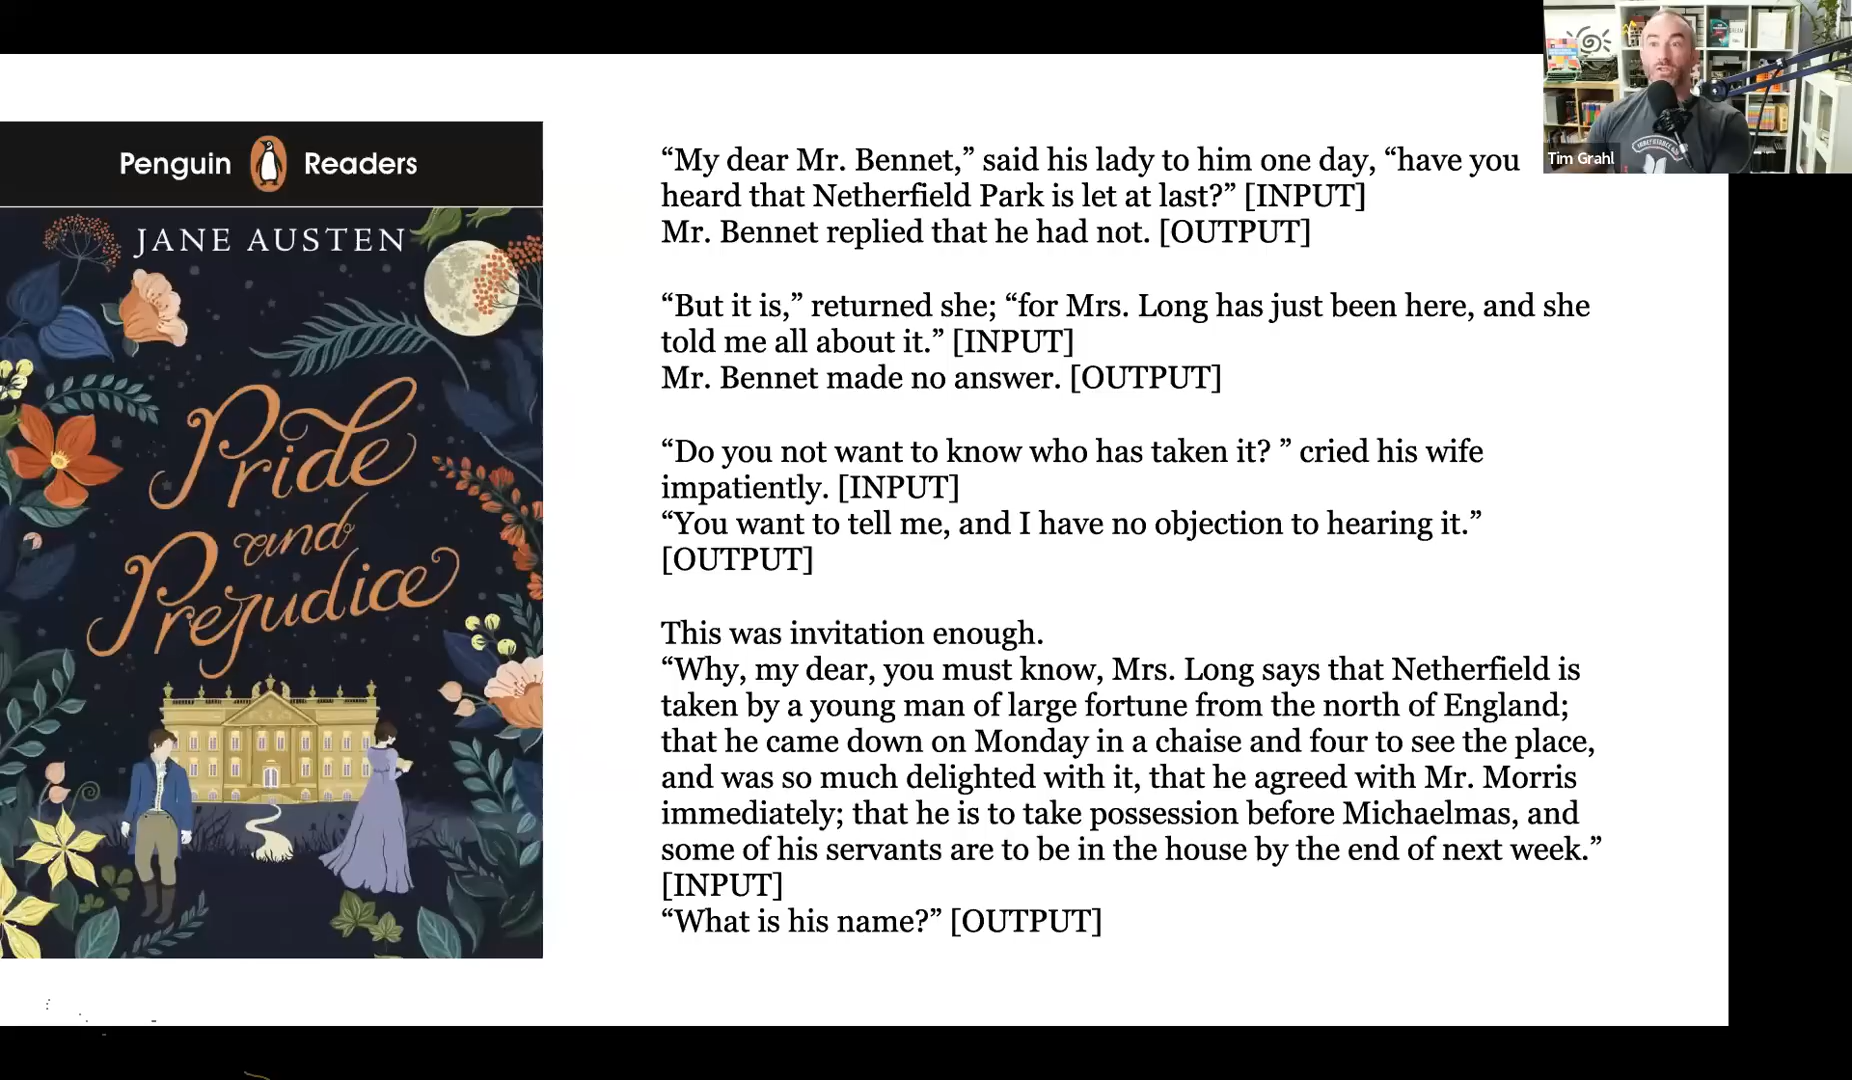 Tim Grahl
Penguin Readers
JANE AUSTEN
Pride
and
Prejudice
“My dear Mr. Bennet,” said his lady to him one day, “have you
heard that Netherfield Park is let at last?” [INPUT]
Mr. Bennet replied that he had not. [OUTPUT]
“But it is,” returned she; “for Mrs. Long has just been here, and she
told me all about it.” [INPUT]
Mr. Bennet made no answer. [OUTPUT]
“Do you not want to know who has taken it? ” cried his wife
impatiently. [INPUT]
“You want to tell me, and I have no objection to hearing it.”
[OUTPUT]
This was invitation enough.
“Why, my dear, you must know, Mrs. Long says that Netherfield is
taken by a young man of large fortune from the north of England;
that he came down on Monday in a chaise and four to see the place,
and was so much delighted with it, that he agreed with Mr. Morris
immediately; that he is to take possession before Michaelmas, and
some of his servants are to be in the house by the end of next week.”
[INPUT]
“What is his name?” [OUTPUT]